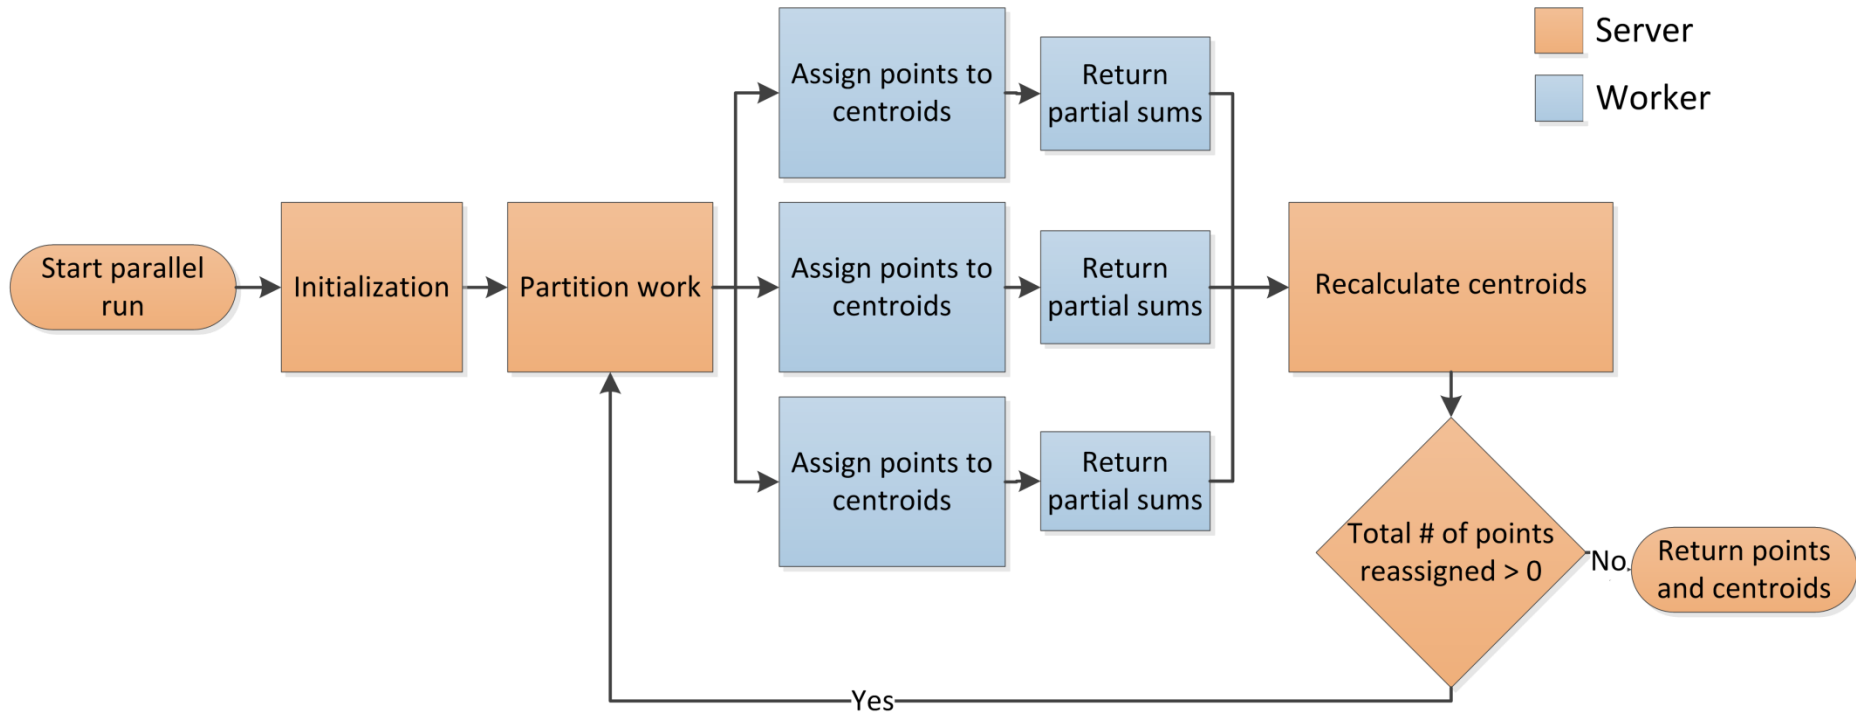 Start parallel
run
Initialization
Partition work
Assign points to
centroids
Return
partial sums
Assign points to
centroids
Return
partial sums
Assign points to
centroids
Return
partial sums
Recalculate centroids
Total # of points
reassigned > 0
No
Return points
and centroids
Yes
Server
Worker